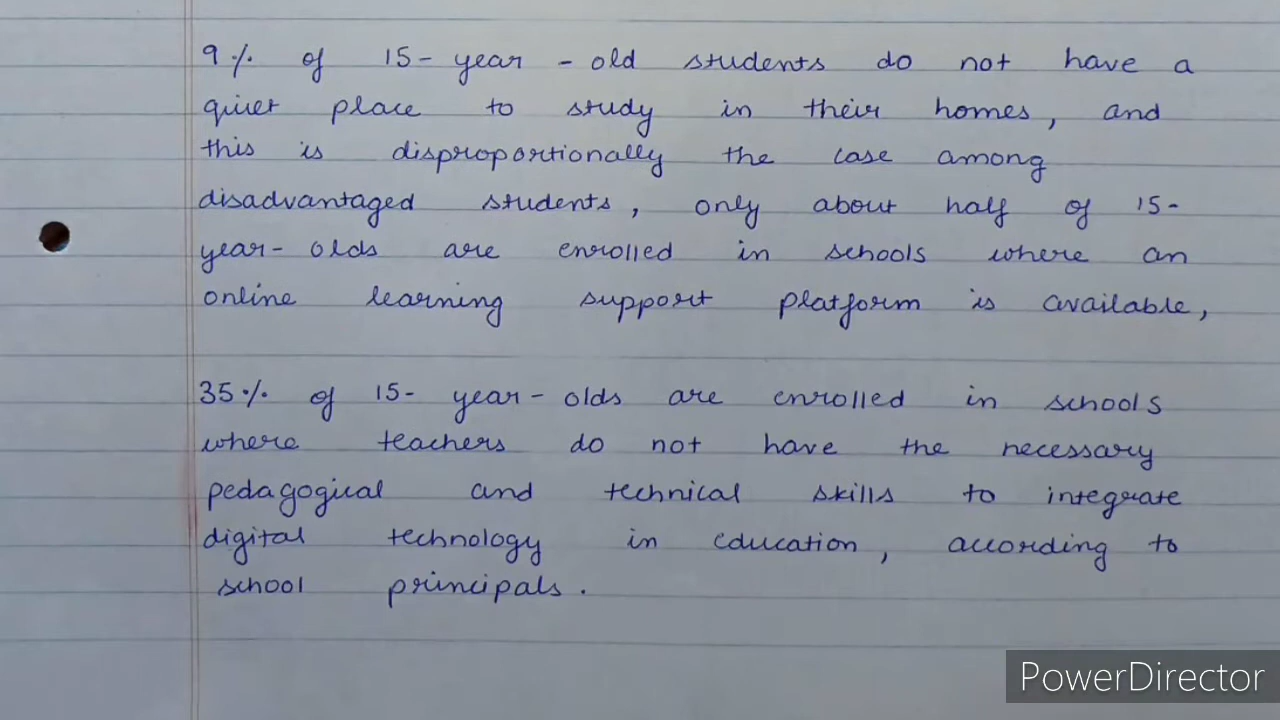 9% of 15- year - old students do not have a
quiet place to study in their homes, and
this is disproportionally the case among
disadvantaged students, only about half of 15-
year- olds are enrolled in schools where an
online learning support platform is available,
35% of 15- year- olds are enrolled in schools
where teachers do not have the necessary
pedagogical and technical skills to integrate
digital technology in education, according to
school principals.
PowerDirector